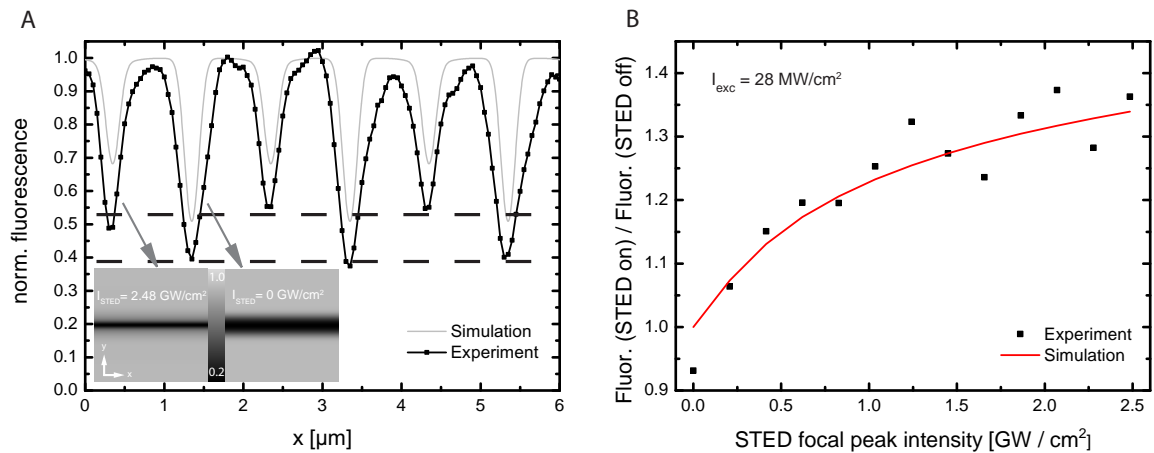 A
norm. fluorescence
1.0
0.9
0.8
0.7
0.6
0.5
0.4
0.3
0.2
0.1
0.0
I_STED= 2.48 GW/cm²
1.0
I_STED= 0 GW/cm²
y
x
0.2
Simulation
Experiment
0 1 2 3 4 5 6
x [µm]
B
Fluor. (STED on) / Fluor. (STED off)
1.4
1.3
1.2
1.1
1.0
0.9
I_exc = 28 MW/cm²
Experiment
Simulation
0.0 0.5 1.0 1.5 2.0 2.5
STED focal peak intensity [GW / cm²]